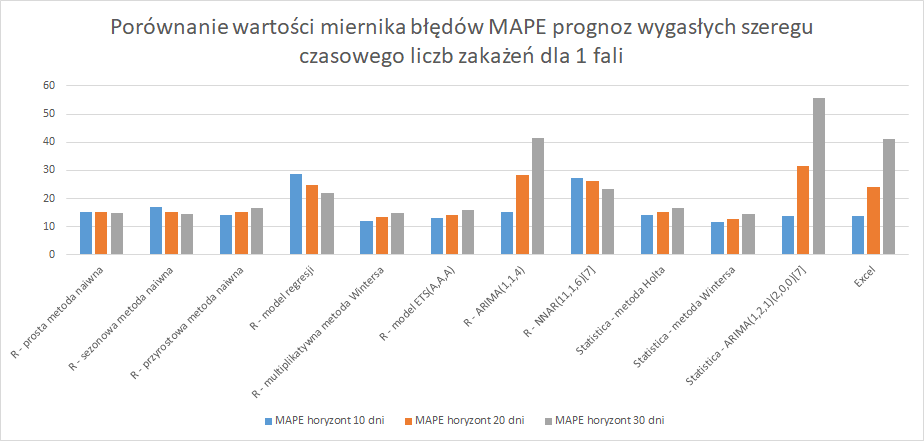 Porównanie wartości miernika błędów MAPE prognoz wygasłych szeregu
czasowego liczb zakażeń dla 1 fali
60
50
40
30
20
10
0
R - prosta metoda naiwna
R - sezonowa metoda naiwna
R - przyrostowa metoda naiwna
R - model regresji
R - multiplikatywna metoda Wintersa
R - model ETS(A,A,A)
R - ARIMA(1,1,4)
R - NNAR(11,1,6)[7]
Statistica - metoda Holta
Statistica - metoda Wintersa
Statistica - ARIMA(1,2,1)(2,0,0)[7]
Excel
MAPE horyzont 10 dni MAPE horyzont 20 dni MAPE horyzont 30 dni